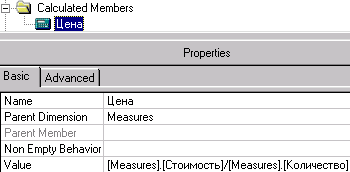 Calculated Members
Цена
Properties
Basic Advanced
Name Цена
Parent Dimension Measures
Parent Member
Non Empty Behavior
Value [Measures].[Стоимость]/[Measures].[Количество]